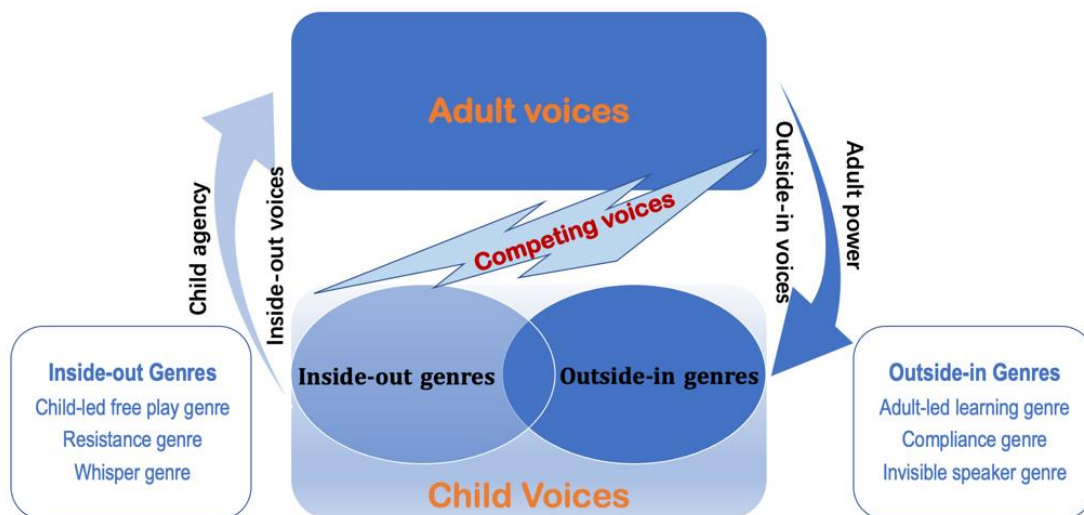 Adult voices
Competing voices
Child agency
Inside-out voices
Outside-in voices
Adult power
Inside-out Genres
Child-led free play genre
Resistance genre
Whisper genre
Inside-out genres
Outside-in genres
Child Voices
Outside-in Genres
Adult-led learning genre
Compliance genre
Invisible speaker genre